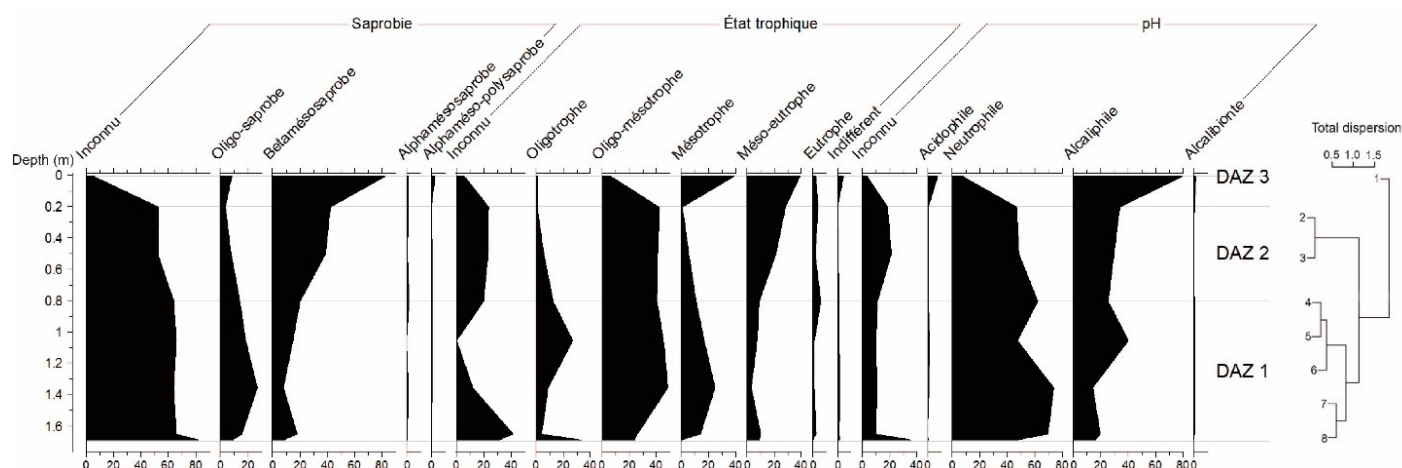 Saprobie
État trophique
pH
Inconnu
Oligo-saprobe
Betamésosaprobe
Alphamésosaprobe
Alphaméso-polysaprobe
Inconnu
Oligotrophe
Oligo-mésotrophe
Mésotrophe
Méso-eutrophe
Eutrophe
Indifférent
Inconnu
Acidophile
Neutrophile
Alcaliphile
Alcalibionte
Total dispersion
0.5 1.0 1.5
Depth (m)
0
0.2
0.4
0.6
0.8
1
1.2
1.4
1.6
DAZ 3
DAZ 2
DAZ 1
1
2
3
4
5
6
7
8
0 20 40 60 80
0 20
0 20 40 60 80
0
0
0 20 40
0 20
0 20 40
0 20 40
0 20 40
0
0
0 20
0
0 20 40 60
0 20 40 60 80
0